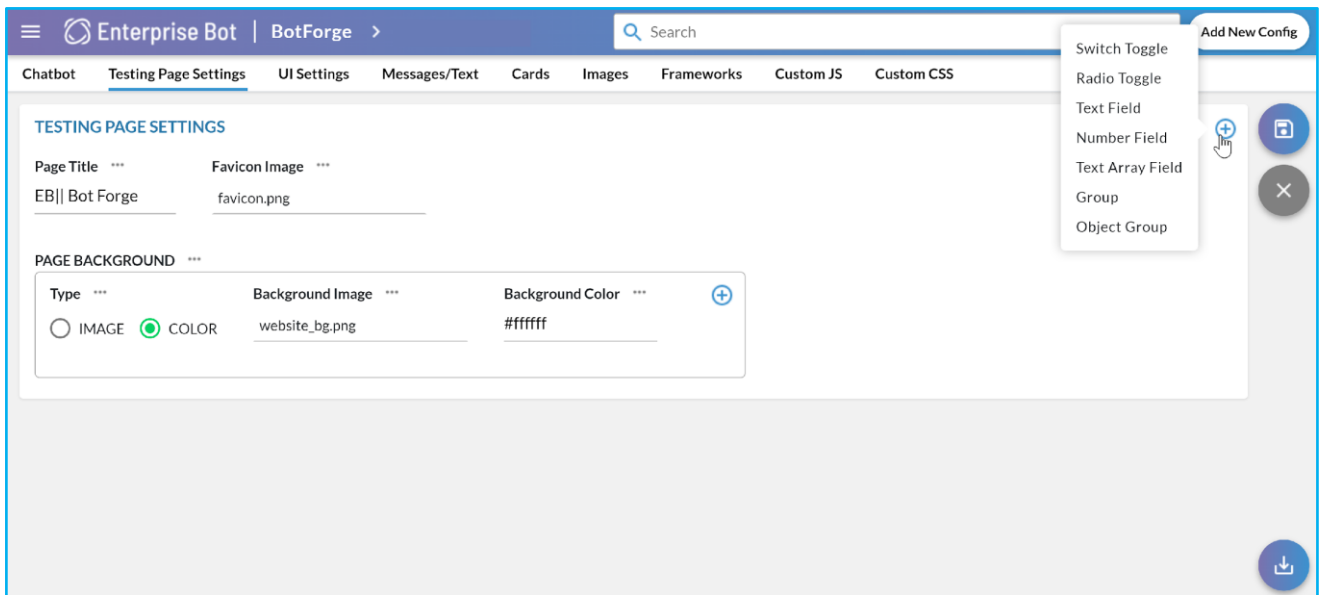 Enterprise Bot | BotForge >
Search
Add New Config
Chatbot Testing Page Settings UI Settings Messages/Text Cards Images Frameworks Custom JS Custom CSS
Switch Toggle
Radio Toggle
Text Field
Number Field
Text Array Field
Group
Object Group
TESTING PAGE SETTINGS
Page Title ··· Favicon Image ···
EB|| Bot Forge favicon.png
PAGE BACKGROUND ···
Type ··· Background Image ··· Background Color ···
IMAGE COLOR website_bg.png #ffffff